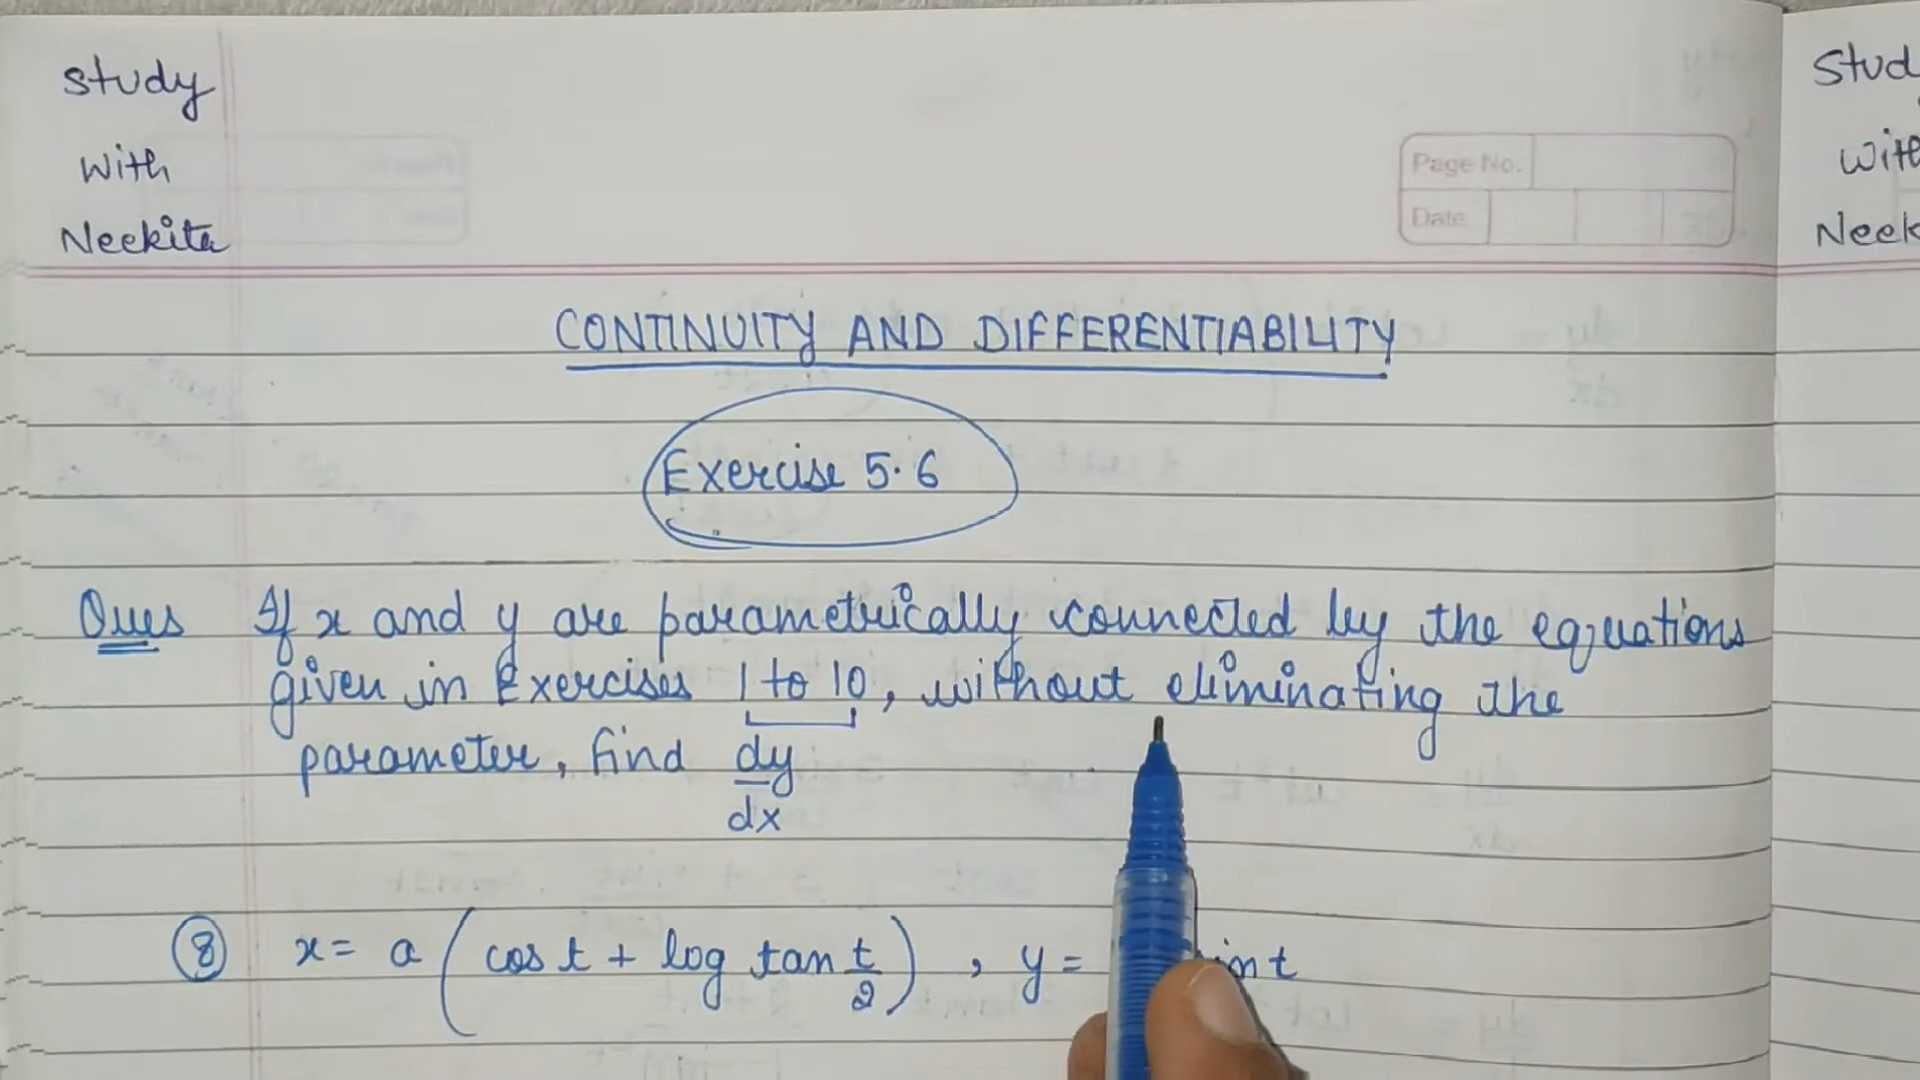 Study
With
Neekita
Stud
With
Neek
Page No.
Date
CONTINUITY AND DIFFERENTIABILITY
Exercise 5.6
Ques If x and y are parametrically connected by the equations
given in Exercises 1 to 10, without eliminating the
parameter, find dy/dx
⑧ x = a (cos t + log tan t/2), y = int